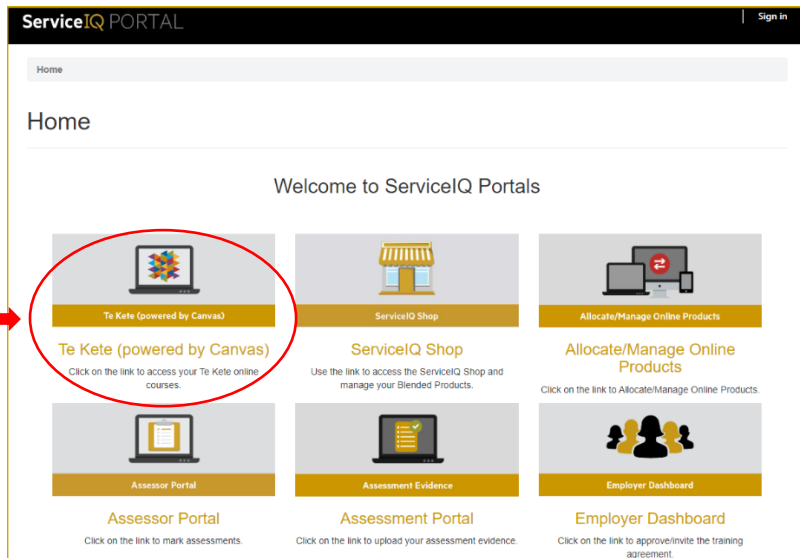 ServiceIQ PORTAL
Sign in
Home
Home
Welcome to ServiceIQ Portals
Te Kete (powered by Canvas)
ServiceIQ Shop
Allocate/Manage Online Products
Te Kete (powered by Canvas)
Click on the link to access your Te Kete online
courses.
ServiceIQ Shop
Use the link to access the ServiceIQ Shop and
manage your Blended Products.
Allocate/Manage Online
Products
Click on the link to Allocate/Manage Online Products.
Assessor Portal
Assessment Evidence
Employer Dashboard
Assessor Portal
Click on the link to mark assessments.
Assessment Portal
Click on the link to upload your assessment evidence.
Employer Dashboard
Click on the link to approve/invite the training
agreement.